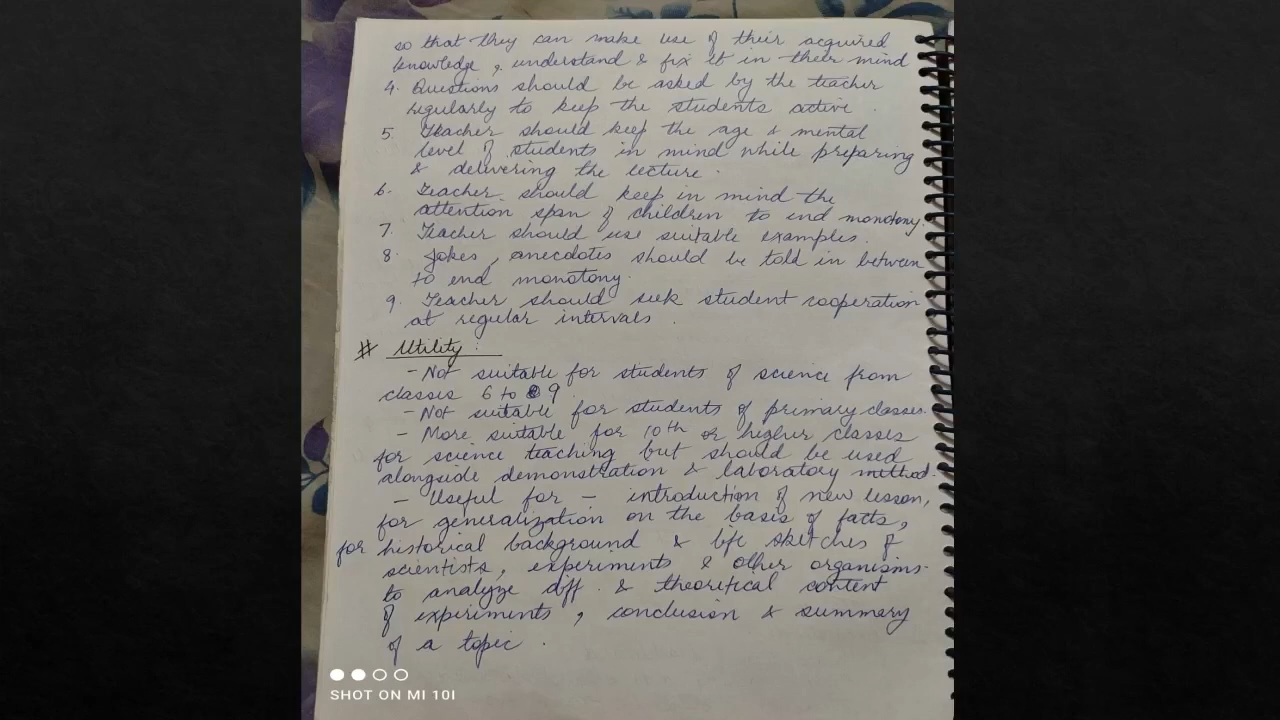 so that they can make use of their acquired
knowledge, understand & fix it in their mind
4. Questions should be asked by the teacher
regularly to keep the students active.
5. Teacher should keep the age & mental
level of students in mind while preparing
& delivering the lecture.
6. Teacher should keep in mind the
attention span of children to end monotony.
7. Teacher should use suitable examples.
8. Jokes, anecdotes should be told in between
to end monotony.
9. Teacher should seek student cooperation
at regular intervals.
# Utility:
- Not suitable for students of science from
classes 6 to 9
- Not suitable for students of primary classes.
- More suitable for 10th or higher classes
for science teaching but should be used
alongside demonstration & laboratory method.
- Useful for - introduction of new lesson,
for generalization on the basis of facts,
for historical background & life sketches of
scientists, experiments & other organisms.
to analyze diff. & theoritical content
of experiments, conclusion & summary
of a topic.
SHOT ON MI 10I